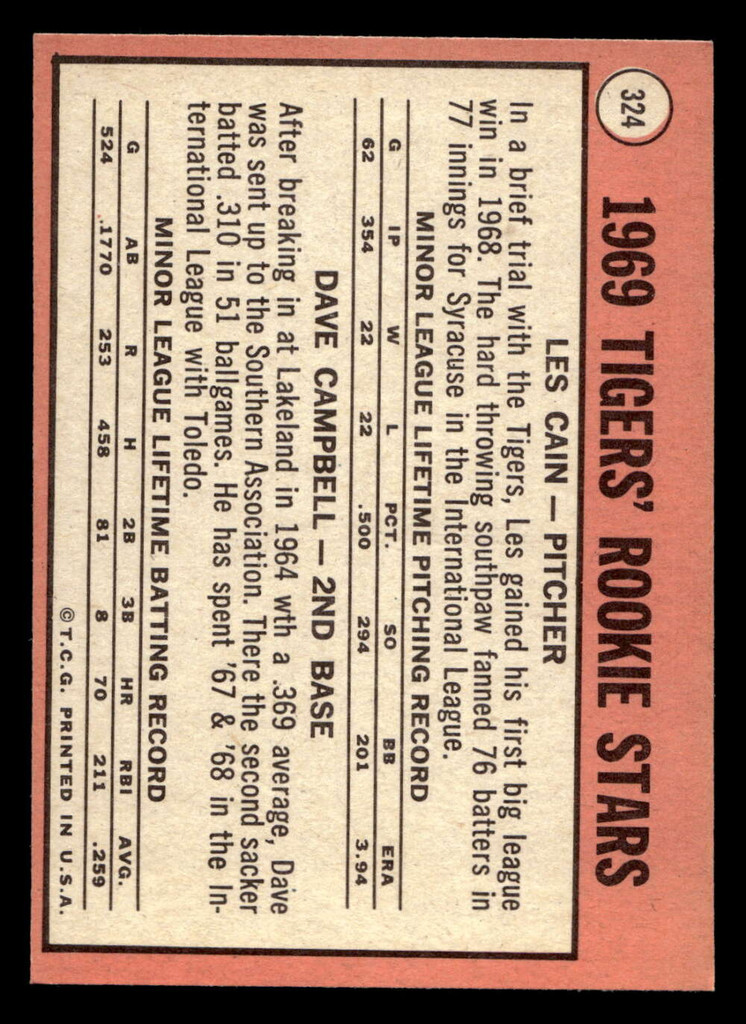 324
1969 TIGERS' ROOKIE STARS
LES CAIN — PITCHER
In a brief trial with the Tigers, Les gained his first big league
win in 1968. The hard throwing southpaw fanned 76 batters in
77 innings for Syracuse in the International League.
MINOR LEAGUE LIFETIME PITCHING RECORD
G IP W L PCT. SO BB ERA
62 354 22 22 .500 294 201 3.94
DAVE CAMPBELL — 2ND BASE
After breaking in at Lakeland in 1964 wth a .369 average, Dave
was sent up to the Southern Association. There the second sacker
batted .310 in 51 ballgames. He has spent '67 & '68 in the In-
ternational League with Toledo.
MINOR LEAGUE LIFETIME BATTING RECORD
G AB R H 2B 3B HR RBI AVG.
524 .1770 253 458 81 8 70 211 .259
© T.C.G. PRINTED IN U.S.A.